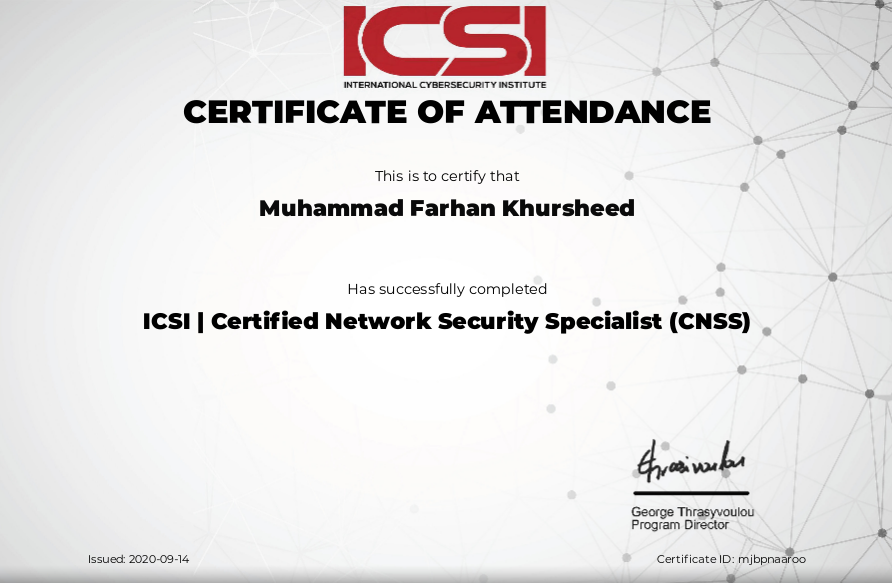 ICSI
INTERNATIONAL CYBERSECURITY INSTITUTE
CERTIFICATE OF ATTENDANCE
This is to certify that
Muhammad Farhan Khursheed
Has successfully completed
ICSI | Certified Network Security Specialist (CNSS)
George Thrasyvoulou
Program Director
Issued: 2020-09-14
Certificate ID: mjbpnaaroo